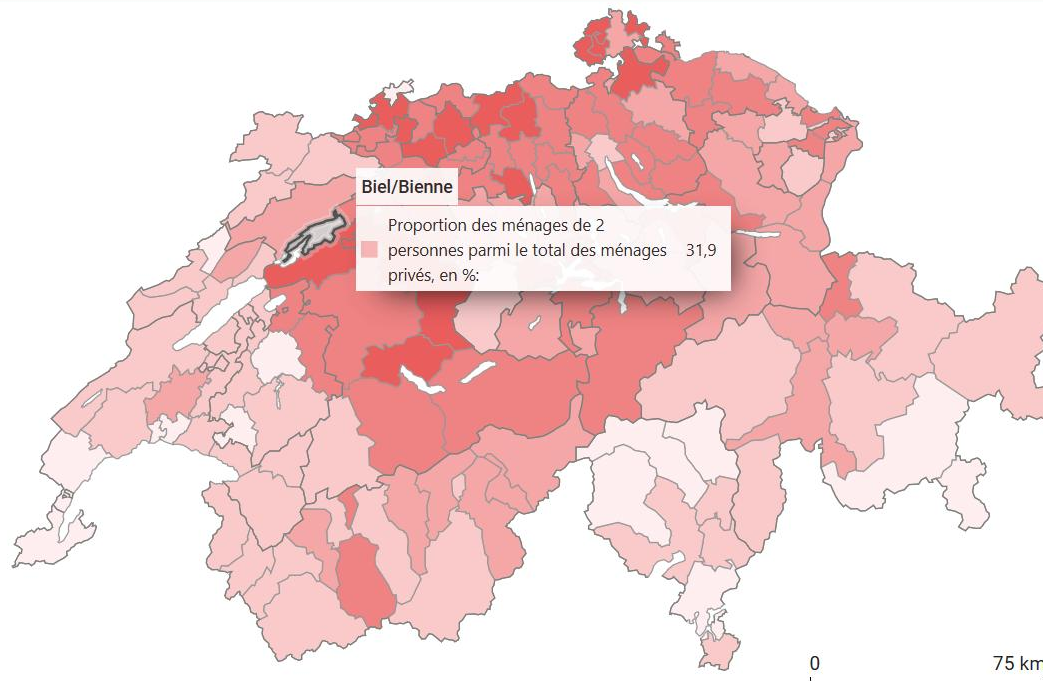 Biel/Bienne
Proportion des ménages de 2
personnes parmi le total des ménages 31,9
privés, en %:
0 75 km